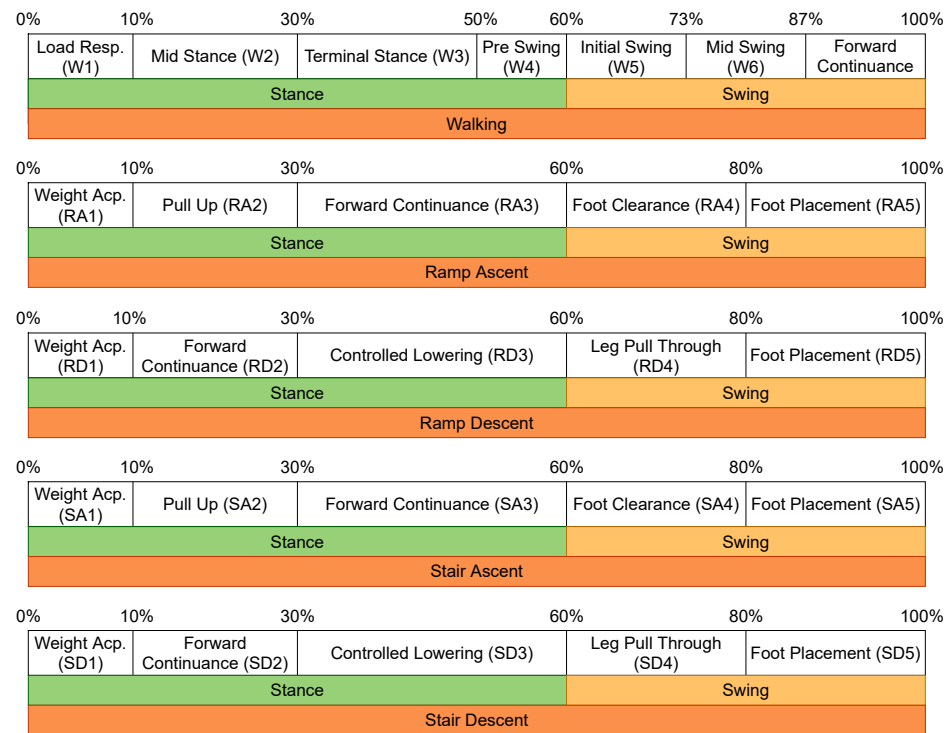 0% 10% 30% 50% 60% 73% 87% 100%
Load Resp. (W1) Mid Stance (W2) Terminal Stance (W3) Pre Swing (W4) Initial Swing (W5) Mid Swing (W6) Forward Continuance
Stance Swing
Walking
0% 10% 30% 60% 80% 100%
Weight Acp. (RA1) Pull Up (RA2) Forward Continuance (RA3) Foot Clearance (RA4) Foot Placement (RA5)
Stance Swing
Ramp Ascent
0% 10% 30% 60% 80% 100%
Weight Acp. (RD1) Forward Continuance (RD2) Controlled Lowering (RD3) Leg Pull Through (RD4) Foot Placement (RD5)
Stance Swing
Ramp Descent
0% 10% 30% 60% 80% 100%
Weight Acp. (SA1) Pull Up (SA2) Forward Continuance (SA3) Foot Clearance (SA4) Foot Placement (SA5)
Stance Swing
Stair Ascent
0% 10% 30% 60% 80% 100%
Weight Acp. (SD1) Forward Continuance (SD2) Controlled Lowering (SD3) Leg Pull Through (SD4) Foot Placement (SD5)
Stance Swing
Stair Descent